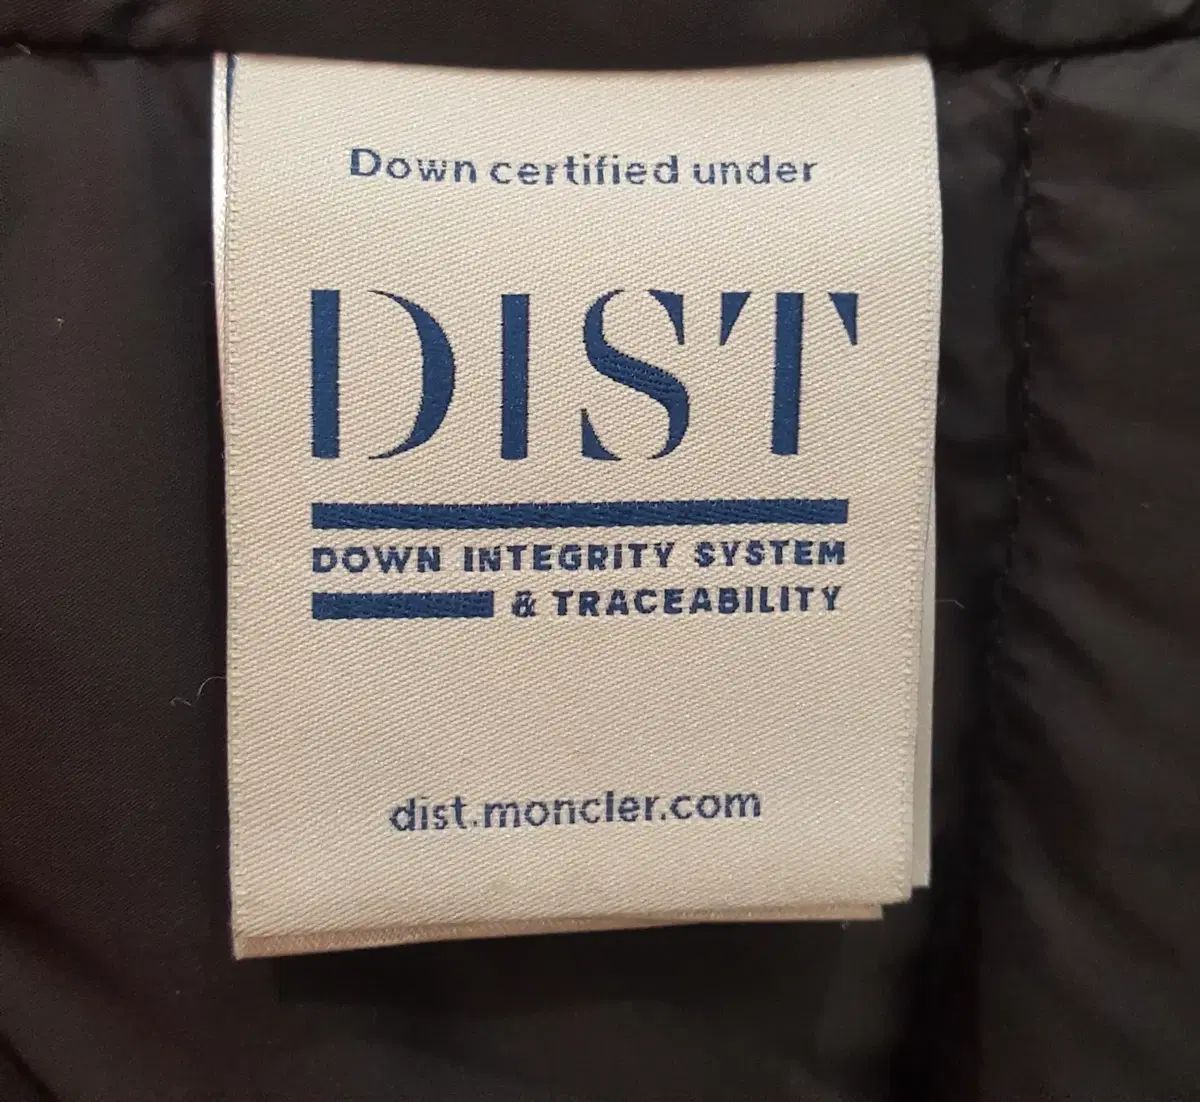 Down certified under
DIST
DOWN INTEGRITY SYSTEM
& TRACEABILITY
dist.moncler.com